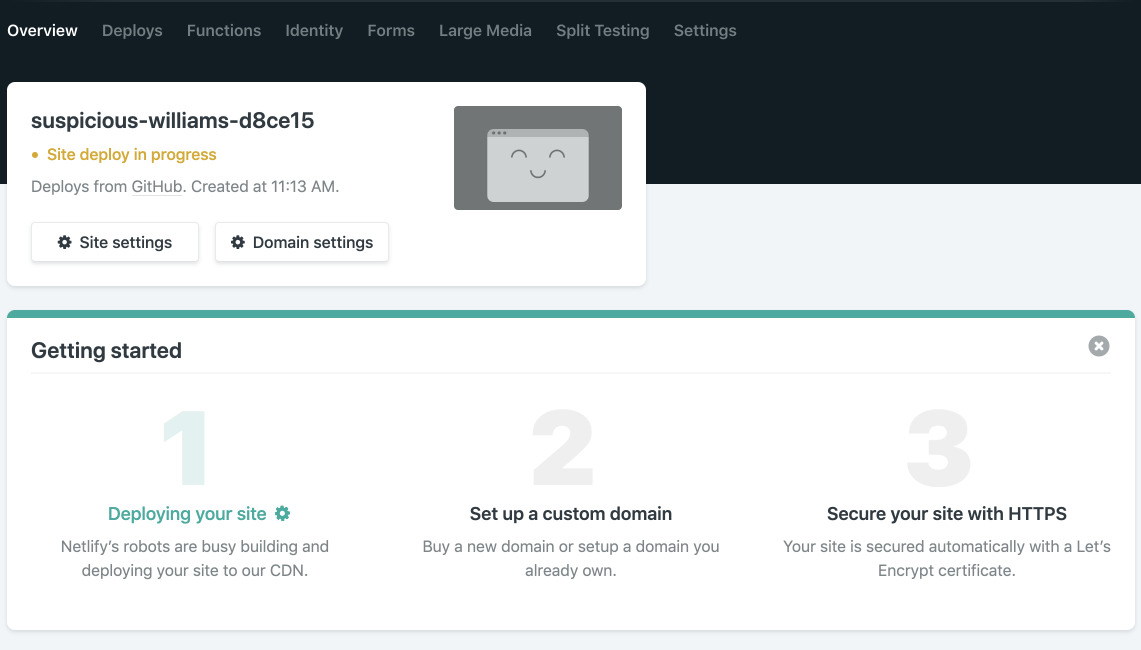 Overview Deploys Functions Identity Forms Large Media Split Testing Settings
suspicious-williams-d8ce15
Site deploy in progress
Deploys from GitHub. Created at 11:13 AM.
Site settings Domain settings
Getting started
1
Deploying your site
Netlify’s robots are busy building and
deploying your site to our CDN.
2
Set up a custom domain
Buy a new domain or setup a domain you
already own.
3
Secure your site with HTTPS
Your site is secured automatically with a Let’s
Encrypt certificate.